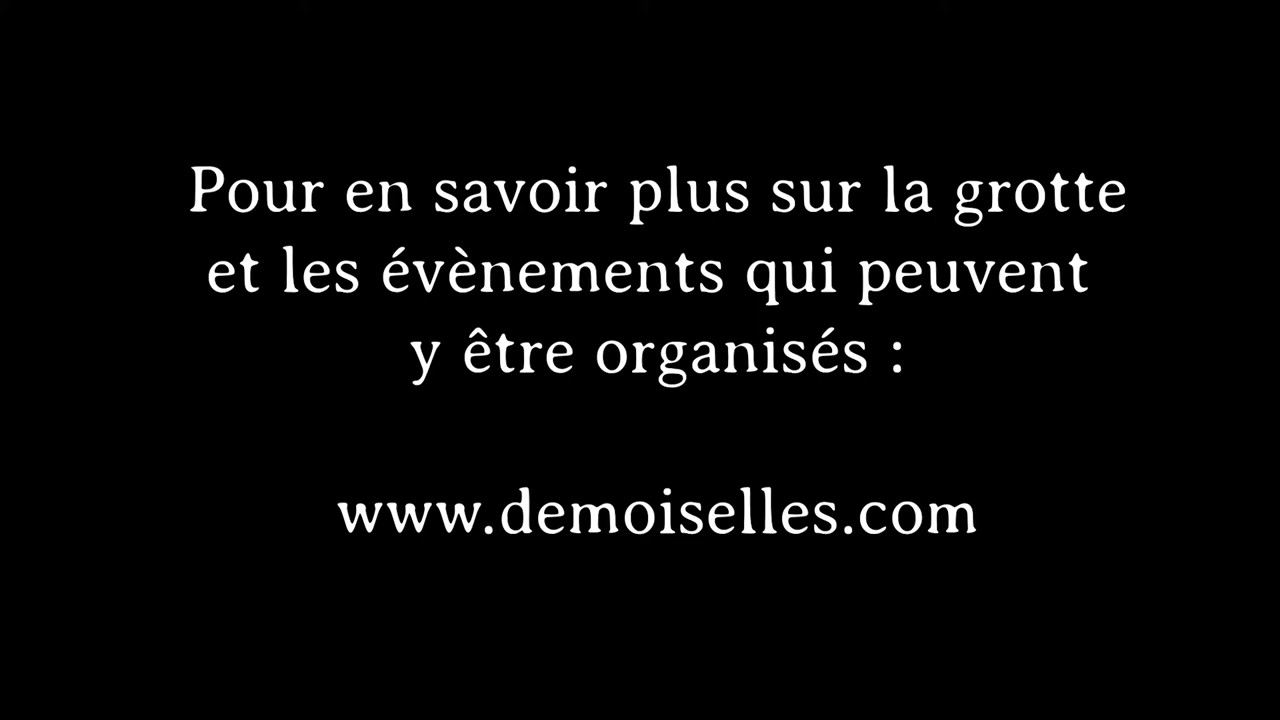 Pour en savoir plus sur la grotte
et les évènements qui peuvent
y être organisés :
www.demoiselles.com